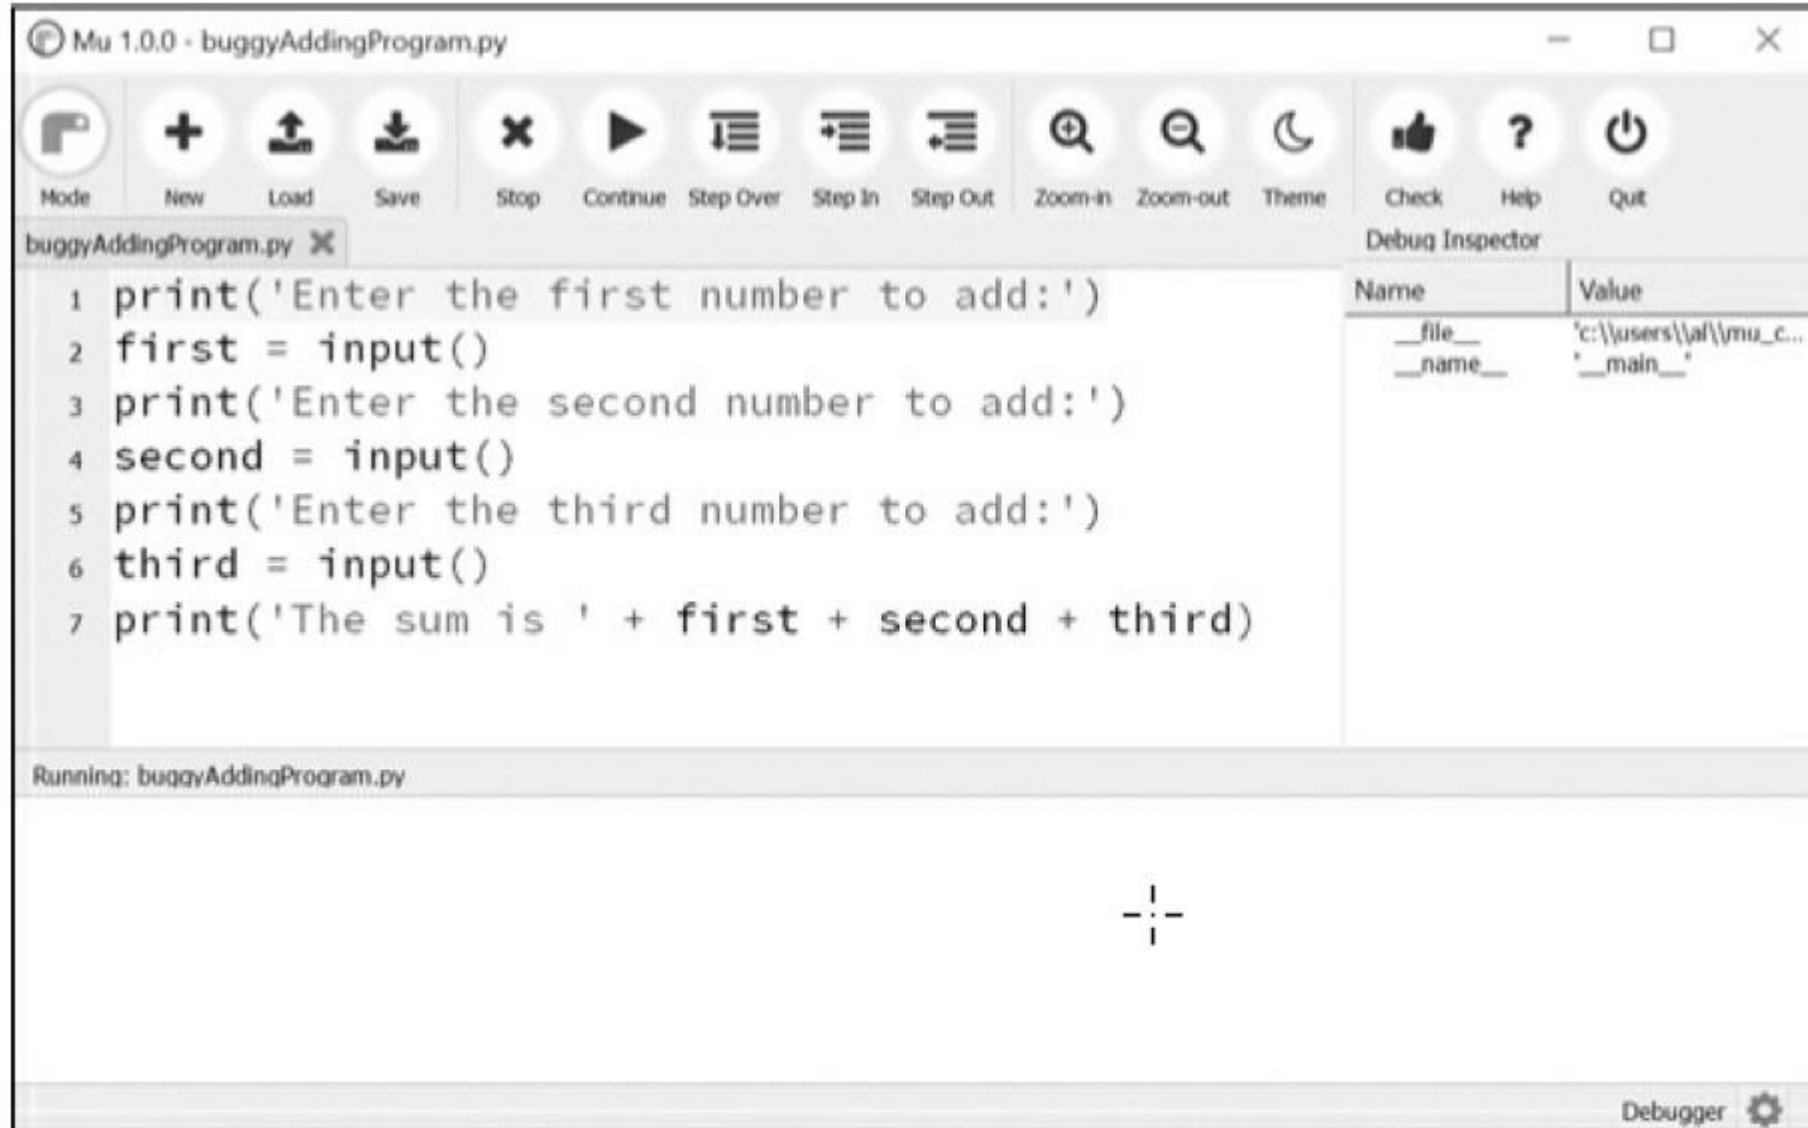 Mu 1.0.0 - buggyAddingProgram.py
Mode New Load Save Stop Continue Step Over Step In Step Out Zoom-in Zoom-out Theme Check ? Help Quit
buggyAddingProgram.py
Debug Inspector
1 print('Enter the first number to add:')
2 first = input()
3 print('Enter the second number to add:')
4 second = input()
5 print('Enter the third number to add:')
6 third = input()
7 print('The sum is ' + first + second + third)
Name Value
__file__ 'c:\\users\\al\\mu_c...
__name__ '__main__'
Running: buggyAddingProgram.py
Debugger